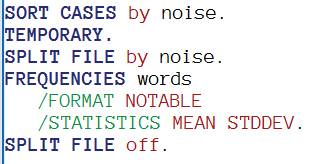 SORT CASES by noise.
TEMPORARY.
SPLIT FILE by noise.
FREQUENCIES words
/FORMAT NOTABLE
/STATISTICS MEAN STDDEV.
SPLIT FILE off.